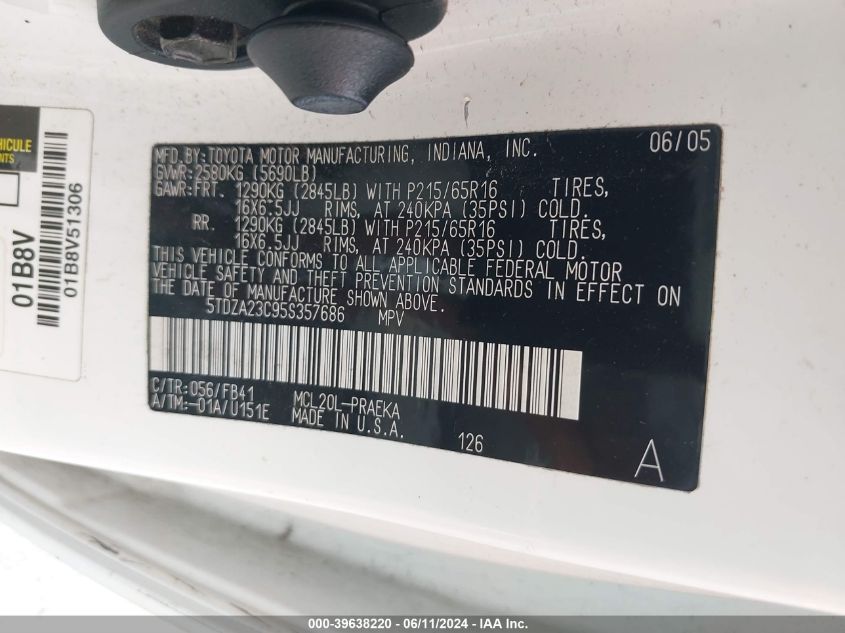 MFD. BY: TOYOTA MOTOR MANUFACTURING, INDIANA, INC. 06/05
GVWR: 2580KG (5690LB)
GAWR: FRT. 1290KG (2845LB) WITH P215/65R16 TIRES,
16X6.5JJ RIMS, AT 240KPA (35PSI) COLD.
RR. 1290KG (2845LB) WITH P215/65R16 TIRES,
16X6.5JJ RIMS, AT 240KPA (35PSI) COLD.
THIS VEHICLE CONFORMS TO ALL APPLICABLE FEDERAL MOTOR
VEHICLE SAFETY AND THEFT PREVENTION STANDARDS IN EFFECT ON
THE DATE OF MANUFACTURE SHOWN ABOVE.
5TDZA23C95S357686 MPV
C/TR: 056/FB41 MCL20L-PRAEKA
A/TM: -01A/U151E MADE IN U.S.A.
126
A
01B8V
01B8V51306
000-39638220 - 06/11/2024 - IAA Inc.